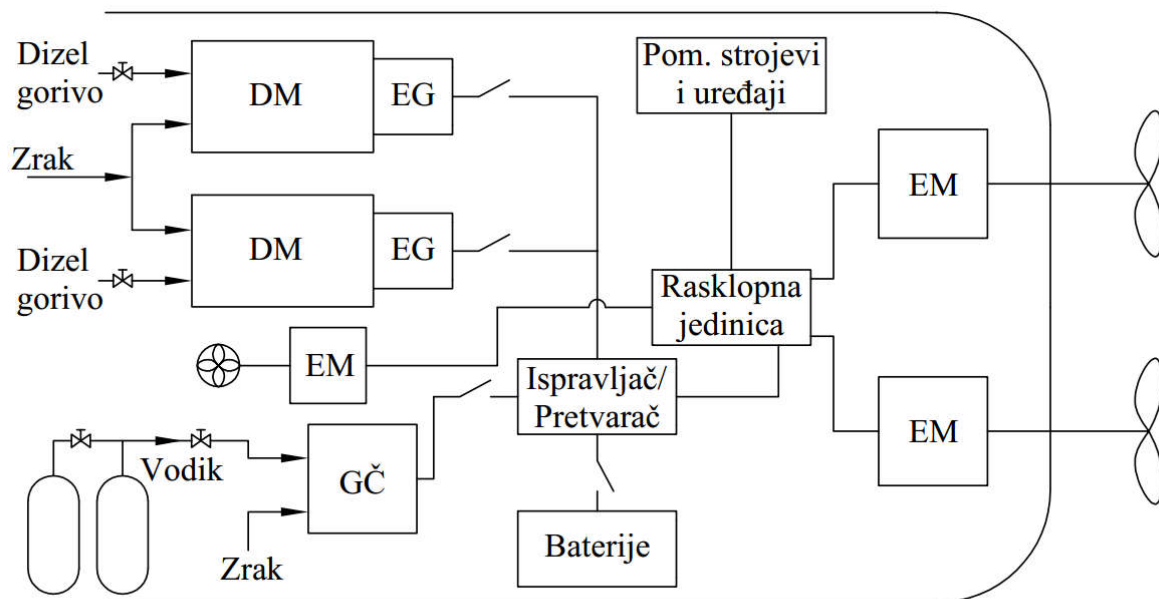 Dizel
gorivo
DM
EG
Pom. strojevi
i uređaji
Zrak
EM
Dizel
gorivo
DM
EG
Rasklopna
jedinica
EM
Ispravljač/
Pretvarač
EM
Vodik
GČ
Zrak
Baterije